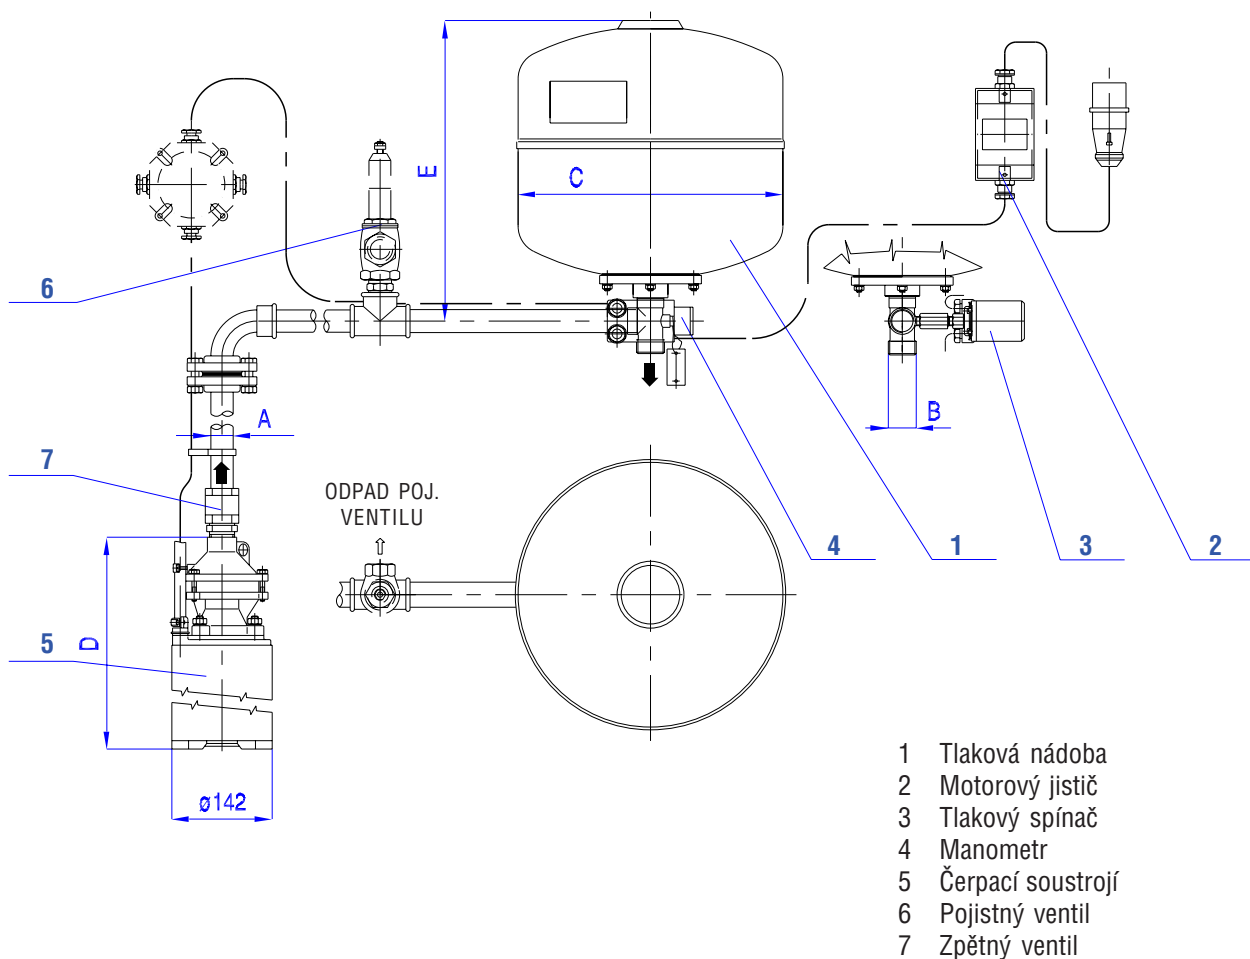 E
C
6
A
B
7
ODPAD POJ.
VENTILU
4
1
3
2
D
5
ø142
1 Tlaková nádoba
2 Motorový jistič
3 Tlakový spínač
4 Manometr
5 Čerpací soustrojí
6 Pojistný ventil
7 Zpětný ventil